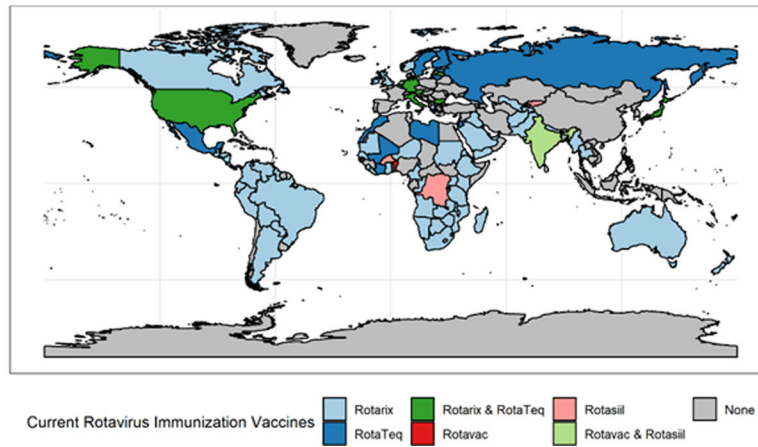 Current Rotavirus Immunization Vaccines
Rotarix
RotaTeq
Rotarix & RotaTeq
Rotavac
Rotasiil
Rotavac & Rotasiil
None